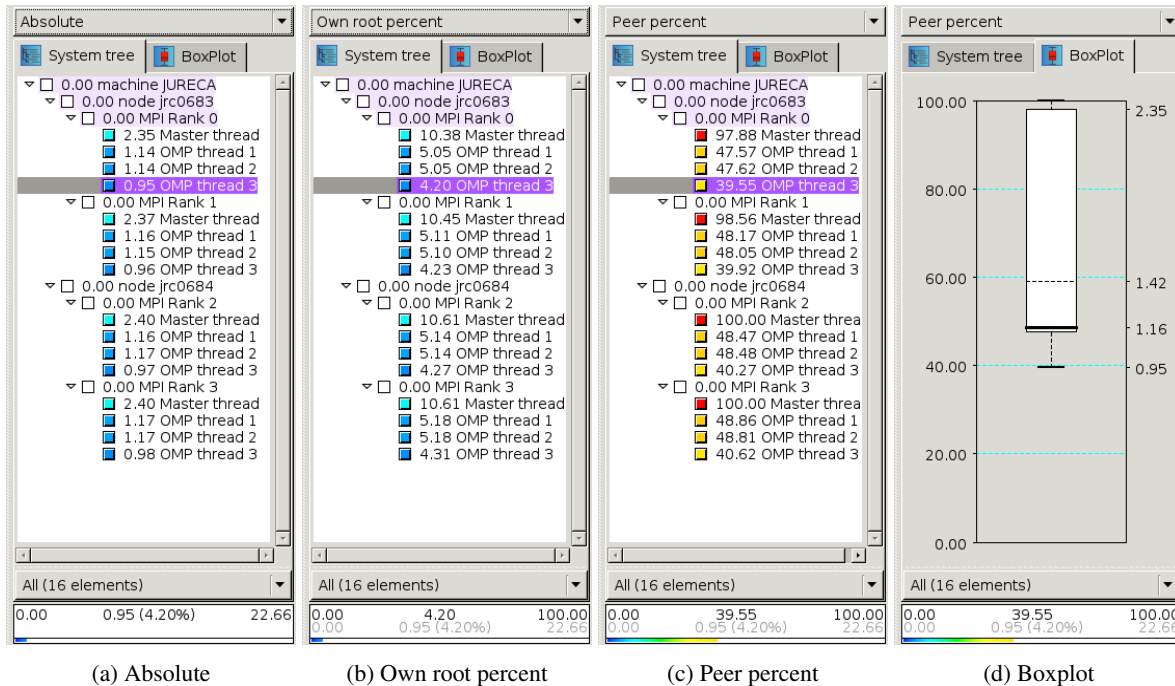 Absolute
System tree
BoxPlot
0.00 machine JURECA
0.00 node jrc0683
0.00 MPI Rank 0
2.35 Master thread
1.14 OMP thread 1
1.14 OMP thread 2
0.95 OMP thread 3
0.00 MPI Rank 1
2.37 Master thread
1.16 OMP thread 1
1.15 OMP thread 2
0.96 OMP thread 3
0.00 node jrc0684
0.00 MPI Rank 2
2.40 Master thread
1.16 OMP thread 1
1.17 OMP thread 2
0.97 OMP thread 3
0.00 MPI Rank 3
2.40 Master thread
1.17 OMP thread 1
1.17 OMP thread 2
0.98 OMP thread 3
All (16 elements)
0.00 0.95 (4.20%) 22.66
(a) Absolute
Own root percent
System tree
BoxPlot
0.00 machine JURECA
0.00 node jrc0683
0.00 MPI Rank 0
10.38 Master thread
5.05 OMP thread 1
5.05 OMP thread 2
4.20 OMP thread 3
0.00 MPI Rank 1
10.45 Master thread
5.11 OMP thread 1
5.10 OMP thread 2
4.23 OMP thread 3
0.00 node jrc0684
0.00 MPI Rank 2
10.61 Master thread
5.14 OMP thread 1
5.14 OMP thread 2
4.27 OMP thread 3
0.00 MPI Rank 3
10.61 Master thread
5.18 OMP thread 1
5.18 OMP thread 2
4.31 OMP thread 3
All (16 elements)
0.00 4.20 100.00
0.00 0.95 (4.20%) 22.66
(b) Own root percent
Peer percent
System tree
BoxPlot
0.00 machine JURECA
0.00 node jrc0683
0.00 MPI Rank 0
97.88 Master thread
47.57 OMP thread 1
47.62 OMP thread 2
39.55 OMP thread 3
0.00 MPI Rank 1
98.56 Master thread
48.17 OMP thread 1
48.05 OMP thread 2
39.92 OMP thread 3
0.00 node jrc0684
0.00 MPI Rank 2
100.00 Master threa
48.47 OMP thread 1
48.48 OMP thread 2
40.27 OMP thread 3
0.00 MPI Rank 3
100.00 Master threa
48.86 OMP thread 1
48.81 OMP thread 2
40.62 OMP thread 3
All (16 elements)
0.00 39.55 100.00
0.00 0.95 (4.20%) 22.66
(c) Peer percent
Peer percent
System tree
BoxPlot
100.00
80.00
60.00
40.00
20.00
0.00
2.35
1.42
1.16
0.95
All (16 elements)
0.00 39.55 100.00
0.00 0.95 (4.20%) 22.66
(d) Boxplot